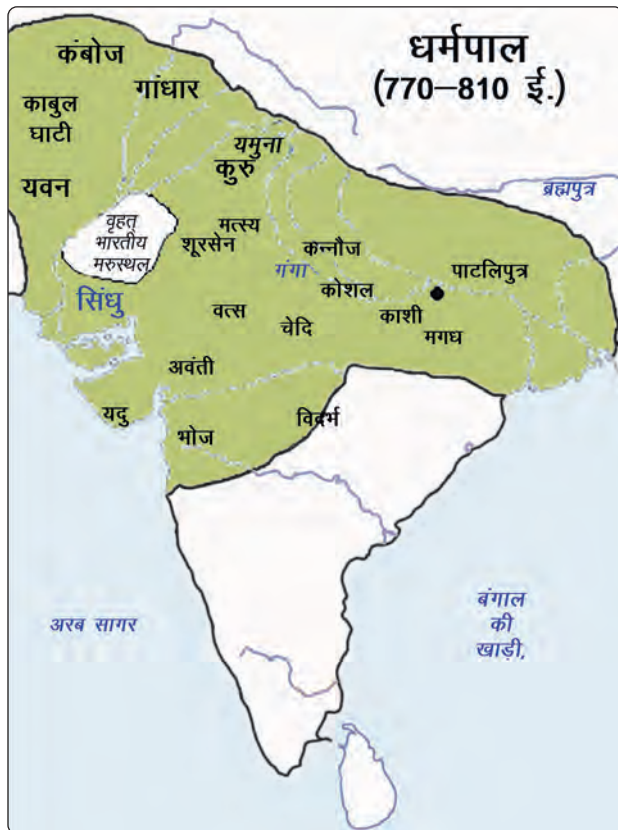 धर्मपाल
(770–810 ई.)
कंबोज
गांधार
काबुल
घाटी
यमुना
कुरु
यवन
ब्रह्मपुत्र
वृहत्
भारतीय
मरुस्थल
मत्स्य
शूरसेन
कन्नौज
गंगा
पाटलिपुत्र
कोशल
सिंधु
वत्स
चेदि
काशी
मगघ
अवंती
यदु
भोज
विदर्भ
अरब सागर
बंगाल
की
खाड़ी,